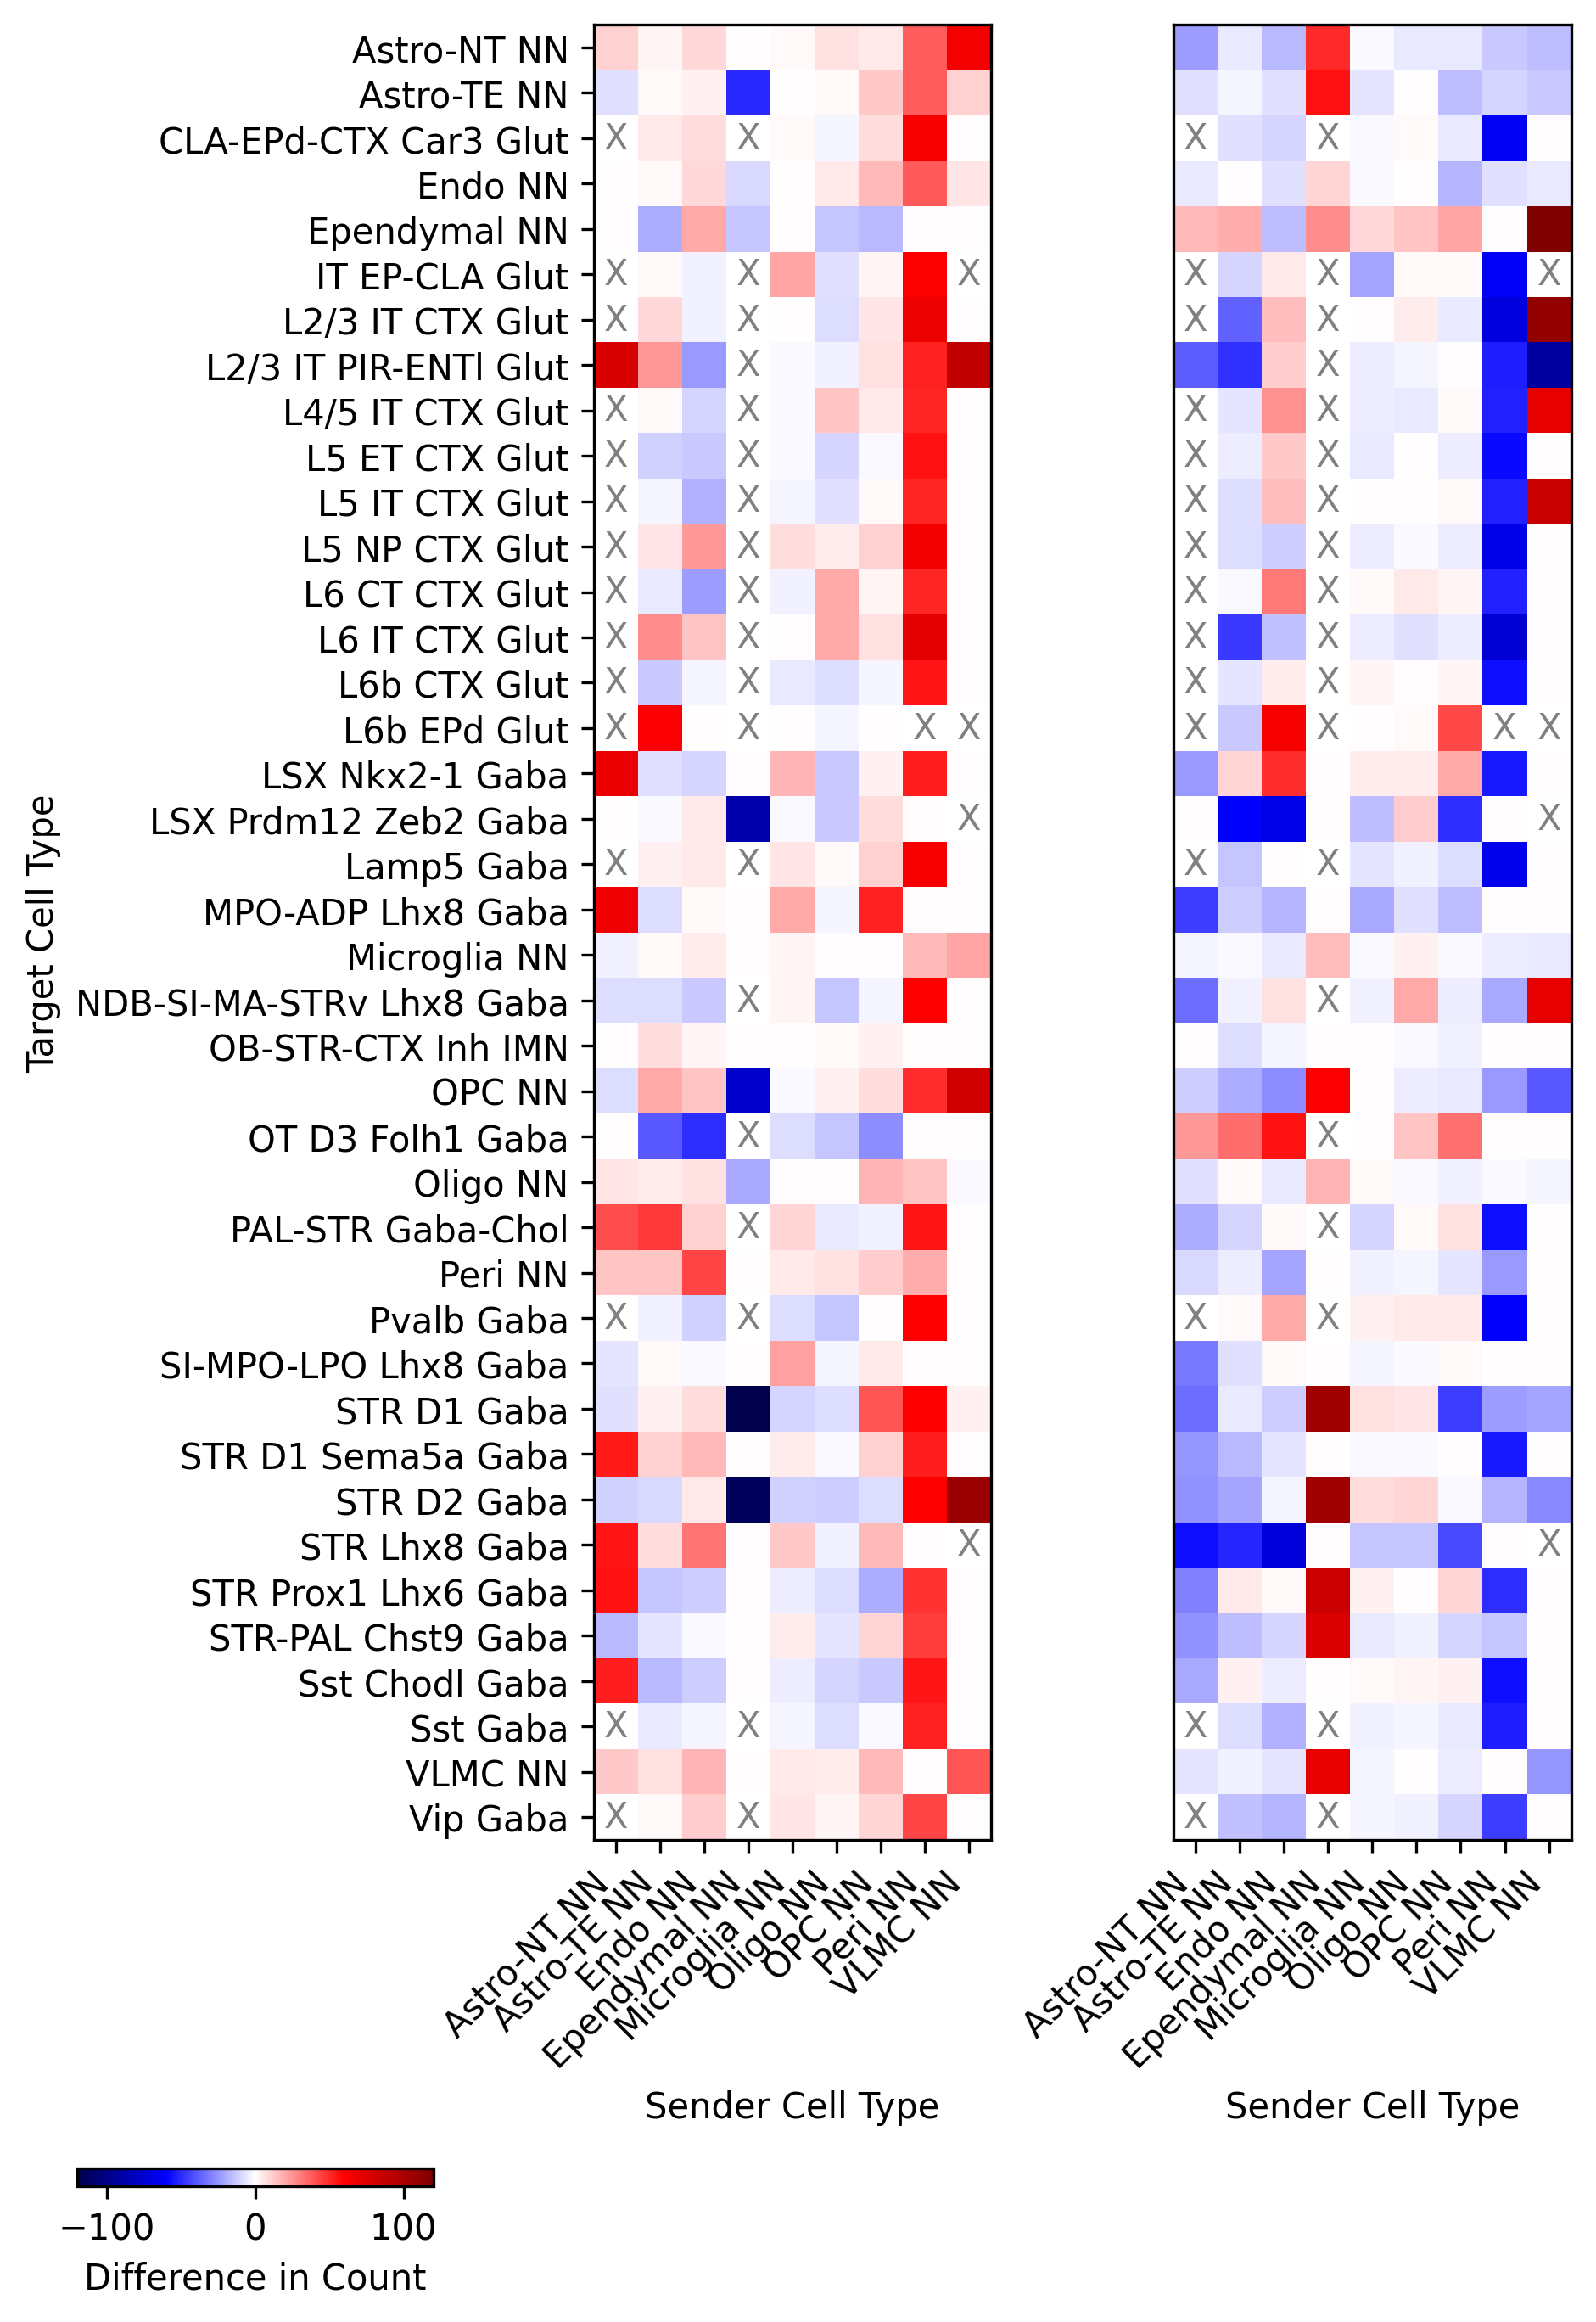 Astro-NT NN
Astro-TE NN
CLA-EPd-CTX Car3 Glut
X X X X
Endo NN
Ependymal NN
IT EP-CLA Glut
X X X X X X
L2/3 IT CTX Glut
X X X X
L2/3 IT PIR-ENTl Glut
X X
L4/5 IT CTX Glut
X X X X
L5 ET CTX Glut
X X X X
L5 IT CTX Glut
X X X X
L5 NP CTX Glut
X X X X
L6 CT CTX Glut
X X X X
L6 IT CTX Glut
X X X X
L6b CTX Glut
X X X X
L6b EPd Glut
X X X X X X X X
LSX Nkx2-1 Gaba
LSX Prdm12 Zeb2 Gaba
X X
Lamp5 Gaba
X X X X
MPO-ADP Lhx8 Gaba
Microglia NN
NDB-SI-MA-STRv Lhx8 Gaba
X X
OB-STR-CTX Inh IMN
OPC NN
OT D3 Folh1 Gaba
X X
Oligo NN
PAL-STR Gaba-Chol
X X
Peri NN
Pvalb Gaba
X X X X
SI-MPO-LPO Lhx8 Gaba
STR D1 Gaba
STR D1 Sema5a Gaba
STR D2 Gaba
STR Lhx8 Gaba
X X
STR Prox1 Lhx6 Gaba
STR-PAL Chst9 Gaba
Sst Chodl Gaba
Sst Gaba
X X X X
VLMC NN
Vip Gaba
X X X X
Target Cell Type
Astro-NT NN
Astro-TE NN
Endo NN
Ependymal NN
Microglia NN
Oligo NN
OPC NN
Peri NN
VLMC NN
Sender Cell Type
Astro-NT NN
Astro-TE NN
Endo NN
Ependymal NN
Microglia NN
Oligo NN
OPC NN
Peri NN
VLMC NN
Sender Cell Type
−100 0 100
Difference in Count